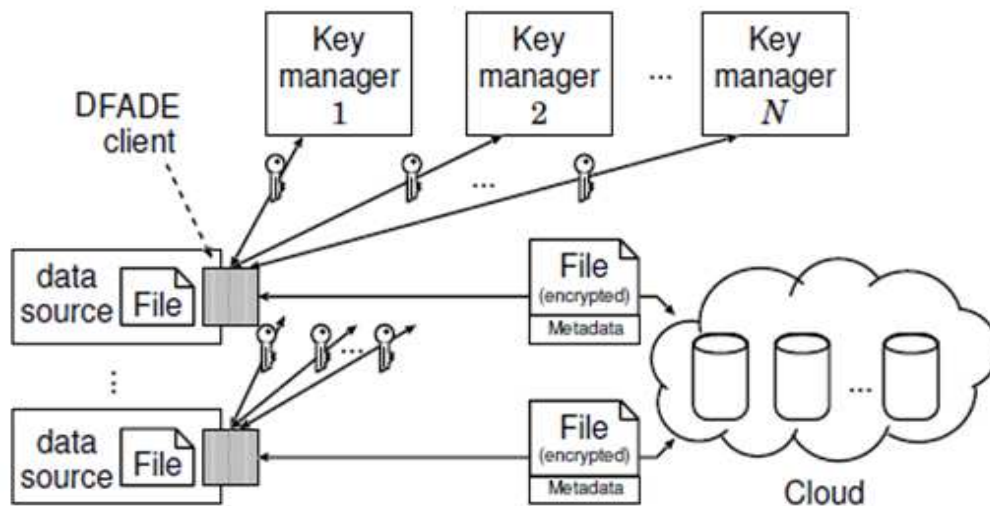 Key
manager
1
Key
manager
2
...
Key
manager
N
DFADE
client
...
data
source
File
File
(encrypted)
Metadata
...
...
data
source
File
File
(encrypted)
Metadata
...
Cloud